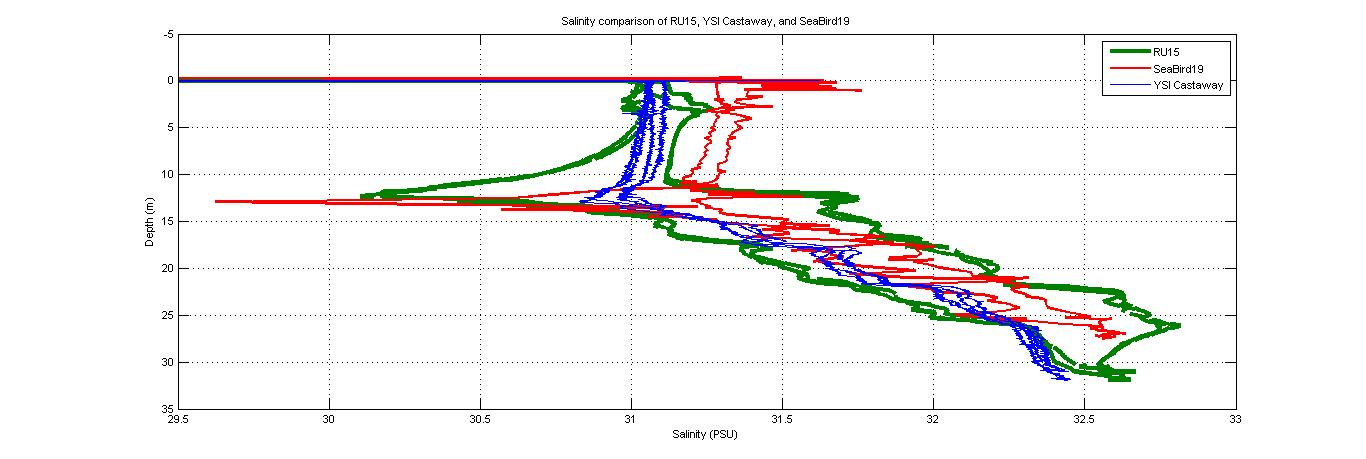 Salinity comparison of RU15, YSI Castaway, and SeaBird19
-5
0
5
10
15
20
25
30
35
Depth (m)
29.5 30 30.5 31 31.5 32 32.5 33
Salinity (PSU)
RU15
SeaBird19
YSI Castaway